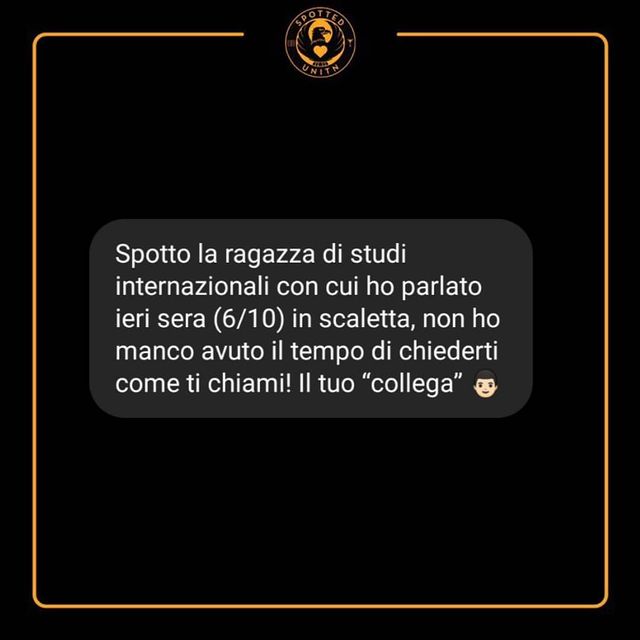 SPOTTED
UNITN
Spotto la ragazza di studi
internazionali con cui ho parlato
ieri sera (6/10) in scaletta, non ho
manco avuto il tempo di chiederti
come ti chiami! Il tuo “collega” 👨🏻